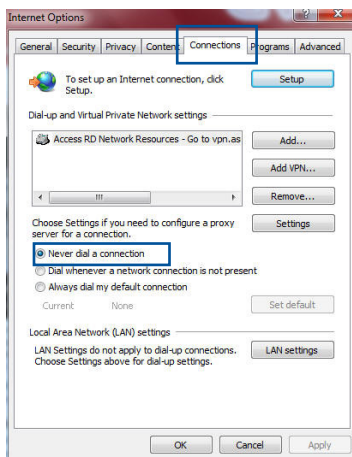 Internet Options
General Security Privacy Content Connections Programs Advanced
To set up an Internet connection, click
Setup.
Setup
Dial-up and Virtual Private Network settings
Access RD Network Resources - Go to vpn.as
Add...
Add VPN...
Remove...
Choose Settings if you need to configure a proxy
server for a connection.
Settings
Never dial a connection
Dial whenever a network connection is not present
Always dial my default connection
Current None
Set default
Local Area Network (LAN) settings
LAN Settings do not apply to dial-up connections.
Choose Settings above for dial-up settings.
LAN settings
OK Cancel Apply